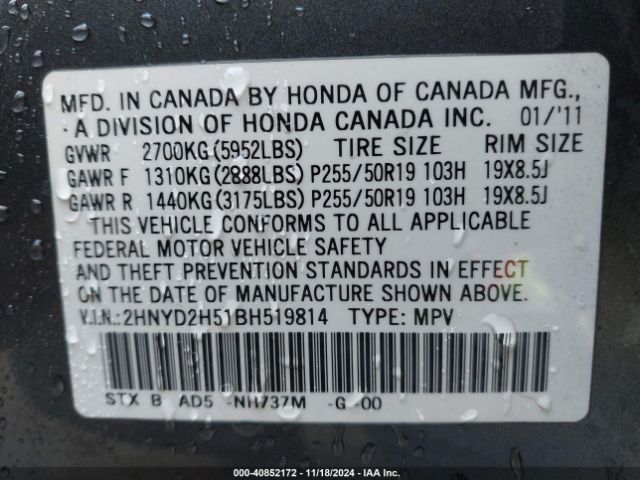 MFD. IN CANADA BY HONDA OF CANADA MFG.,
· A DIVISION OF HONDA CANADA INC. 01/'11
GVWR 2700KG(5952LBS) TIRE SIZE RIM SIZE
GAWR F 1310KG(2888LBS) P255/50R19 103H 19X8.5J
GAWR R 1440KG(3175LBS) P255/50R19 103H 19X8.5J
THIS VEHICLE CONFORMS TO ALL APPLICABLE
FEDERAL MOTOR VEHICLE SAFETY
AND THEFT PREVENTION STANDARDS IN EFFECT
ON THE DATE OF MANUFACTURE SHOWN ABOVE.
V.I.N.:2HNYD2H51BH519814 TYPE: MPV
STX B AD5 -NH737M -G -00
000-40852172 | 11/18/2024 | IAA Inc.